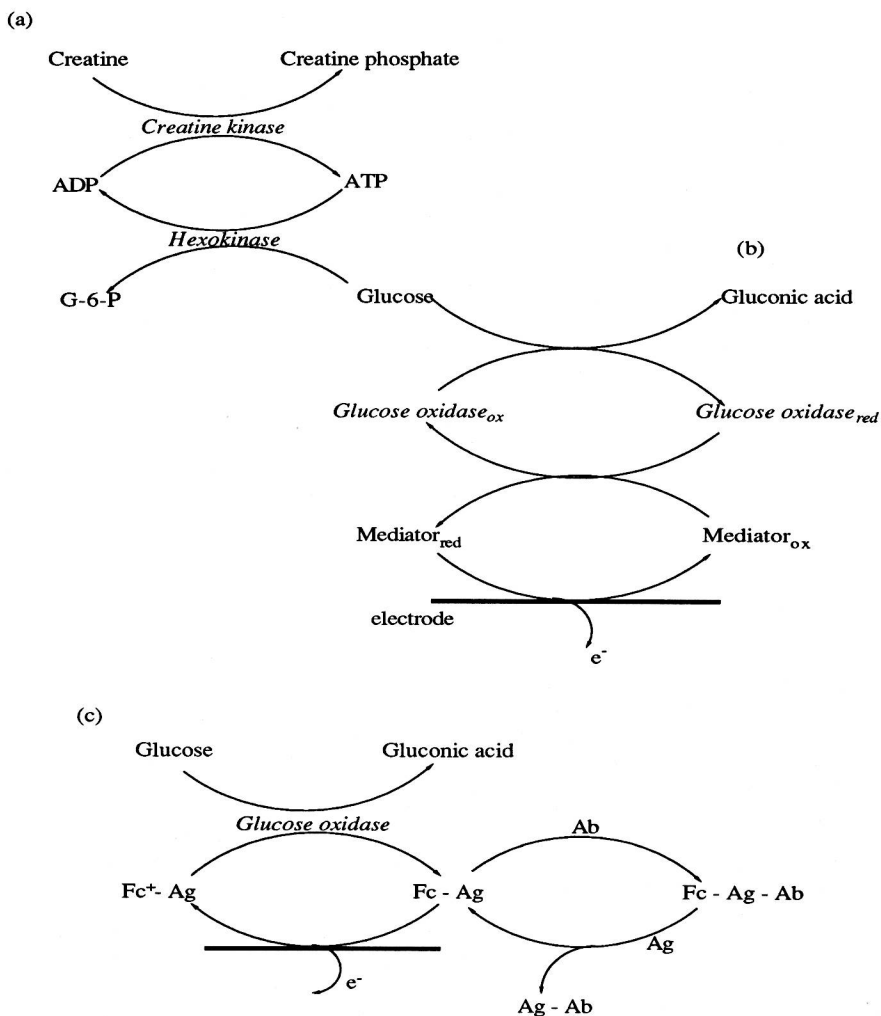 (a)
Creatine Creatine phosphate
Creatine kinase
ADP ATP
Hexokinase
(b)
G-6-P Glucose Gluconic acid
Glucose oxidase_ox Glucose oxidase_red
Mediator_red Mediator_ox
electrode
e-
(c)
Glucose Gluconic acid
Glucose oxidase Ab
Fc+- Ag Fc - Ag Fc - Ag - Ab
Ag
e-
Ag - Ab